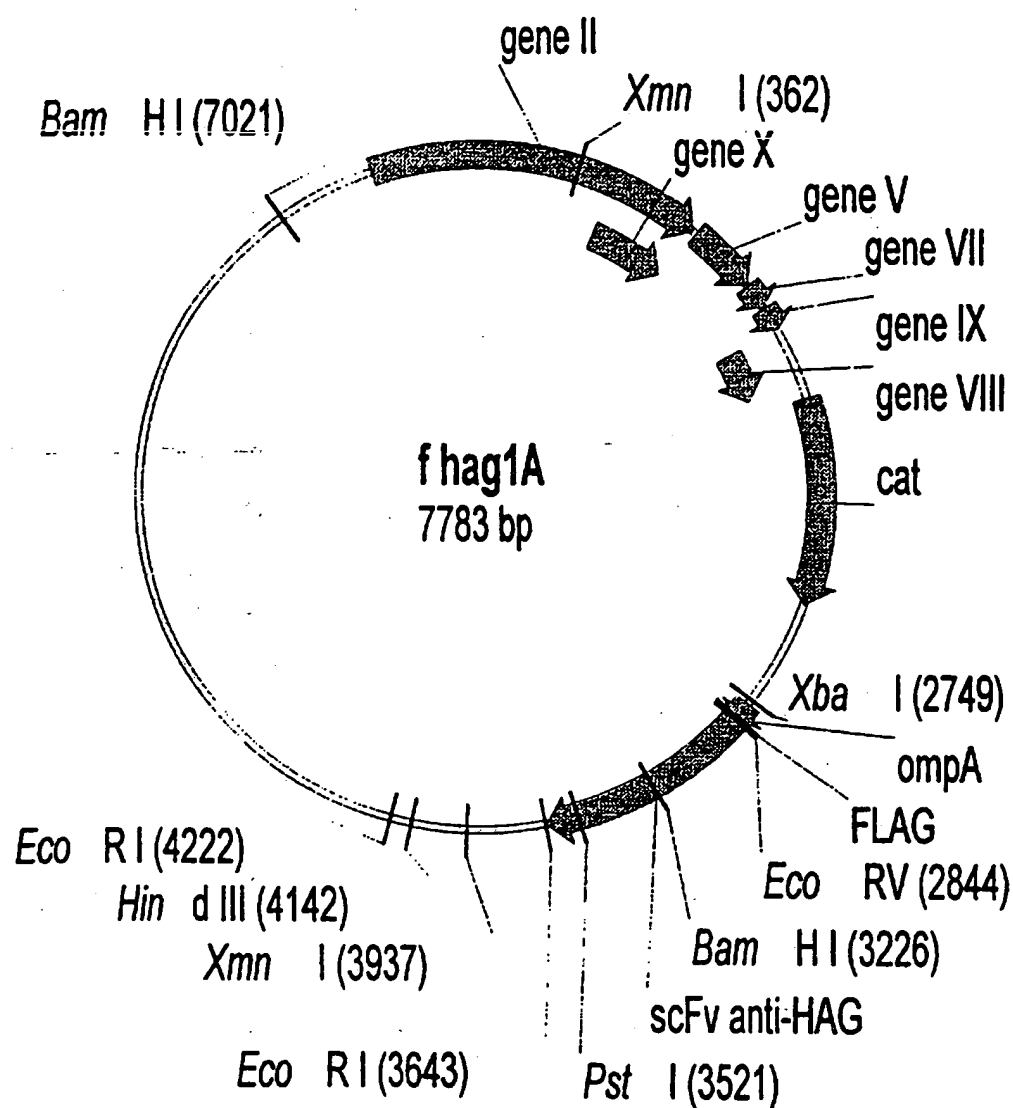 gene II
Xmn I (362)
Bam H I (7021)
gene X
gene V
gene VII
gene IX
gene VIII
f hag1A
7783 bp
cat
Xba I (2749)
ompA
FLAG
Eco RV (2844)
Bam H I (3226)
scFv anti-HAG
Pst I (3521)
Eco R I (3643)
Xmn I (3937)
Hin d III (4142)
Eco R I (4222)